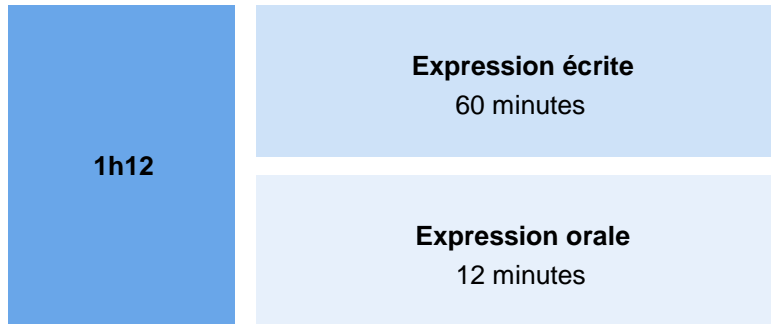 1h12
Expression écrite
60 minutes
Expression orale
12 minutes